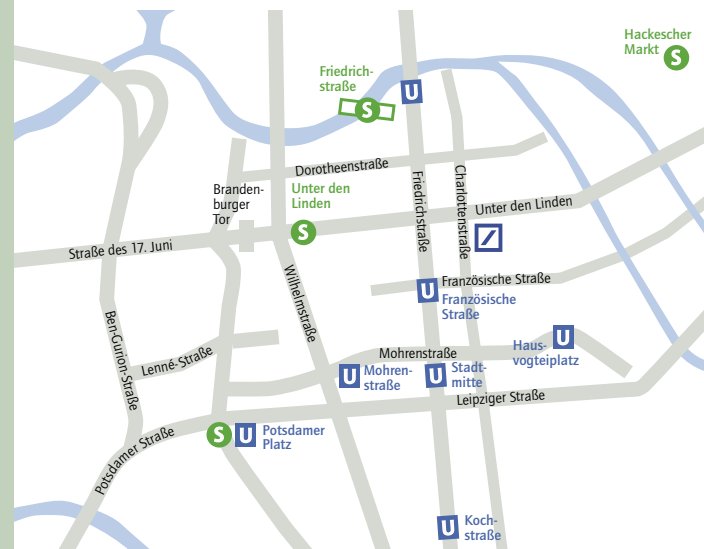 Hackescher
Markt
S
Friedrich-
straße
S
U
Dorotheenstraße
Branden-
burger
Tor
Unter den
Linden
S
Friedrichstraße
Charlottenstraße
Unter den Linden
Straße des 17. Juni
Wilhelmstraße
Französische Straße
U
Französische
Straße
Ben-Gurion-Straße
Lenné-Straße
Mohrenstraße
Haus-
vogteiplatz
U
U
Mohren-
straße
U
Stadt-
mitte
Leipziger Straße
Potsdamer Straße
S
U
Potsdamer
Platz
U
Koch-
straße